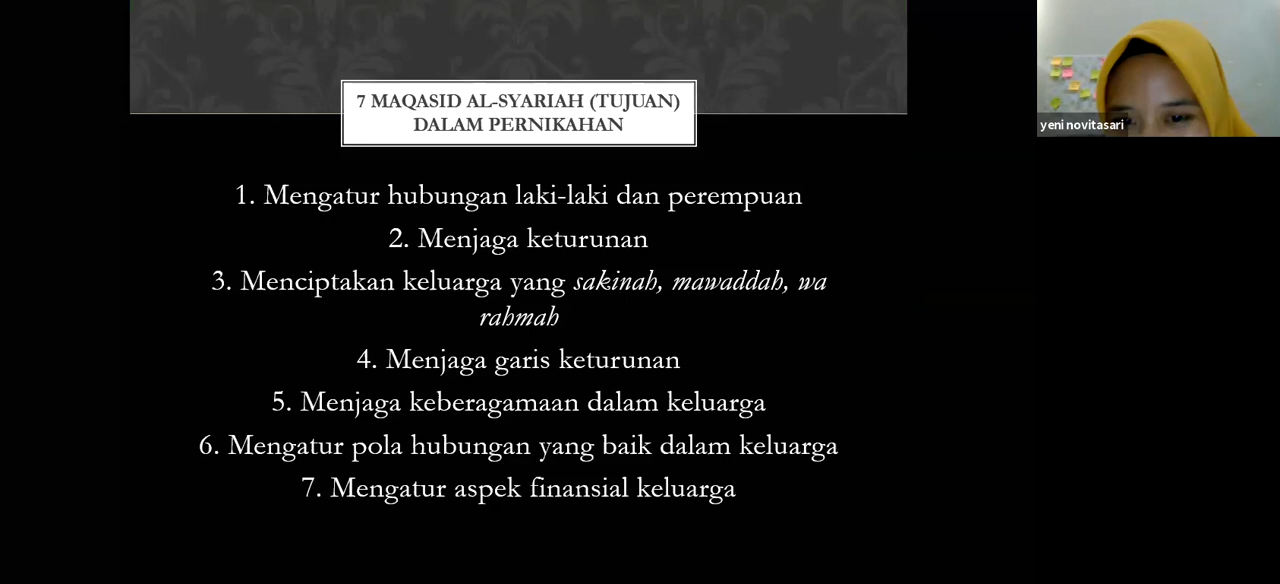 7 MAQASID AL-SYARIAH (TUJUAN)
DALAM PERNIKAHAN
1. Mengatur hubungan laki-laki dan perempuan
2. Menjaga keturunan
3. Menciptakan keluarga yang sakinah, mawaddah, wa
rahmah
4. Menjaga garis keturunan
5. Menjaga keberagamaan dalam keluarga
6. Mengatur pola hubungan yang baik dalam keluarga
7. Mengatur aspek finansial keluarga
yeni novitasari